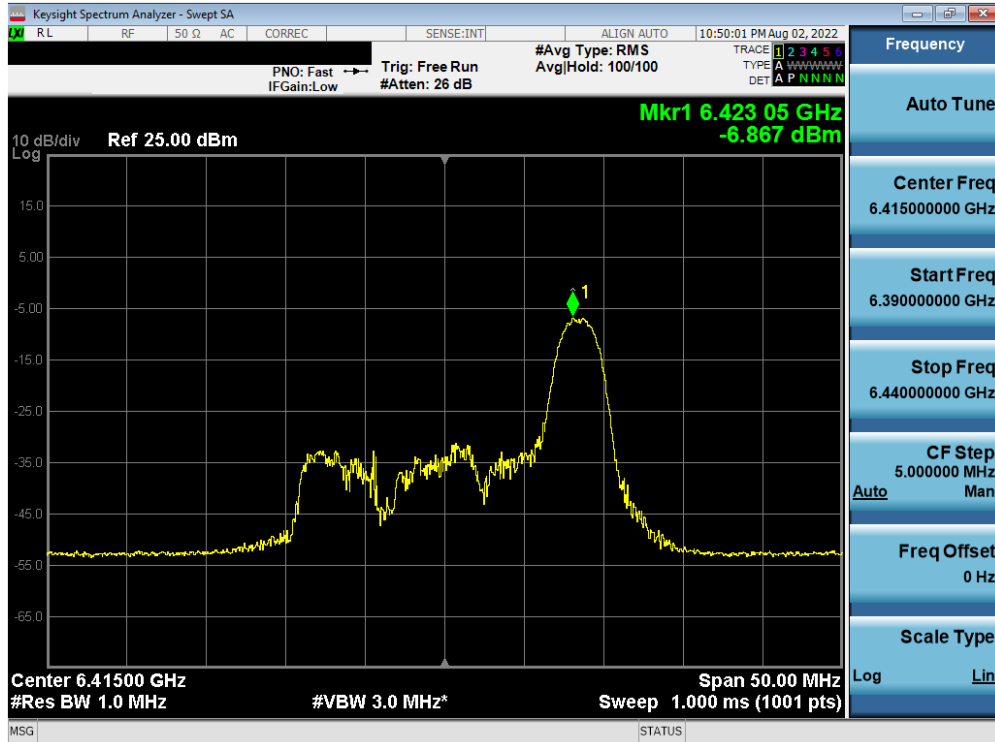 Keysight Spectrum Analyzer - Swept SA
LXI RL RF 50 Ω AC CORREC SENSE:INT ALIGN AUTO 10:50:01 PM Aug 02, 2022
PNO: Fast
IFGain:Low
Trig: Free Run
#Atten: 26 dB
#Avg Type: RMS
Avg|Hold: 100/100
TRACE 1 2 3 4 5 6
TYPE A WWWWW
DET A P N N N N
Mkr1 6.423 05 GHz
-6.867 dBm
10 dB/div Ref 25.00 dBm
Log
15.0
5.00
1
-5.00
-15.0
-25.0
-35.0
-45.0
-55.0
-65.0
Center 6.41500 GHz Span 50.00 MHz
#Res BW 1.0 MHz #VBW 3.0 MHz* Sweep 1.000 ms (1001 pts)
MSG STATUS
Frequency
Auto Tune
Center Freq
6.415000000 GHz
Start Freq
6.390000000 GHz
Stop Freq
6.440000000 GHz
CF Step
5.000000 MHz
Auto Man
Freq Offset
0 Hz
Scale Type
Log Lin